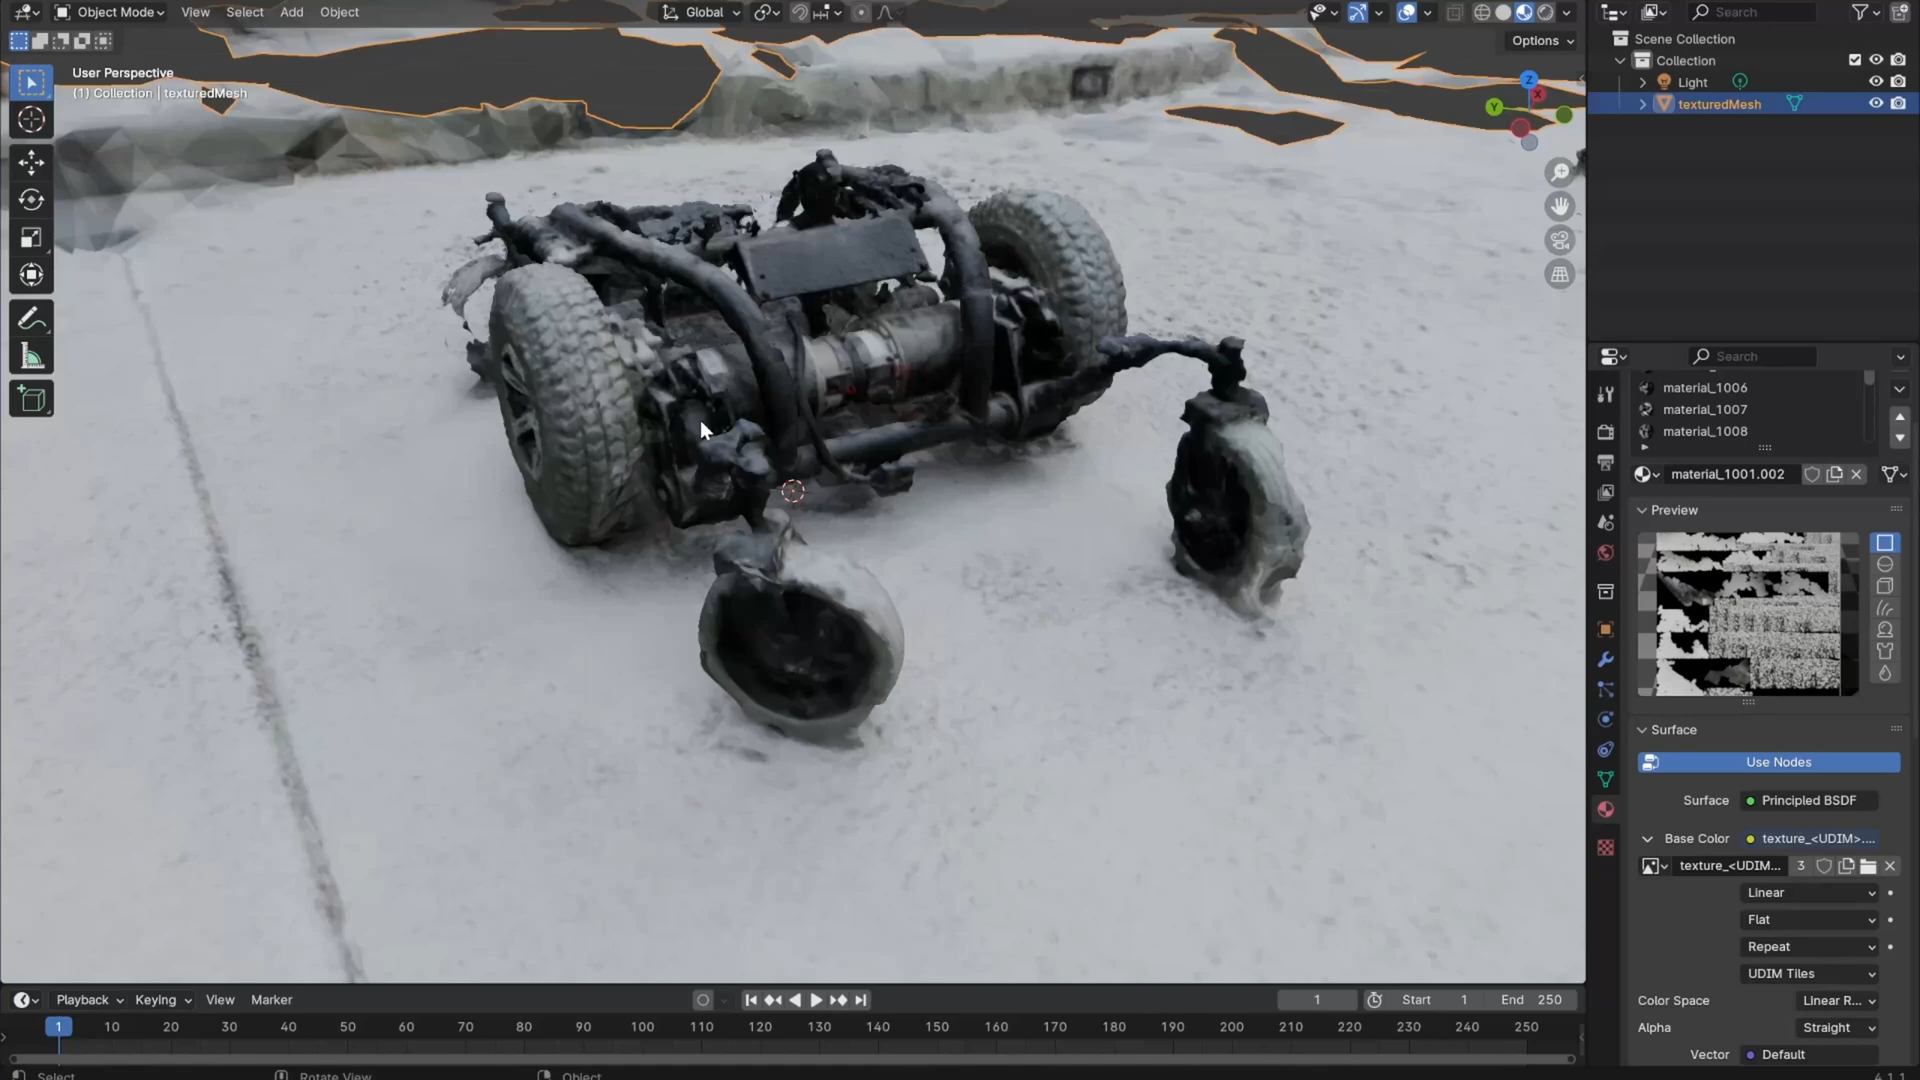 Object Mode View Select Add Object Global Search
Options
User Perspective
(1) Collection | texturedMesh
Z
X
Y
Scene Collection
Collection
Light
texturedMesh
Search
material_1006
material_1007
material_1008
material_1001.002
Preview
Surface
Use Nodes
Surface Principled BSDF
Base Color texture_<UDIM>....
texture_<UDIM... 3
Linear
Flat
Repeat
UDIM Tiles
Color Space Linear R...
Alpha Straight
Vector Default
Playback Keying View Marker 1 Start 1 End 250
1 10 20 30 40 50 60 70 80 90 100 110 120 130 140 150 160 170 180 190 200 210 220 230 240 250
Select Rotate View Object 4.1.1